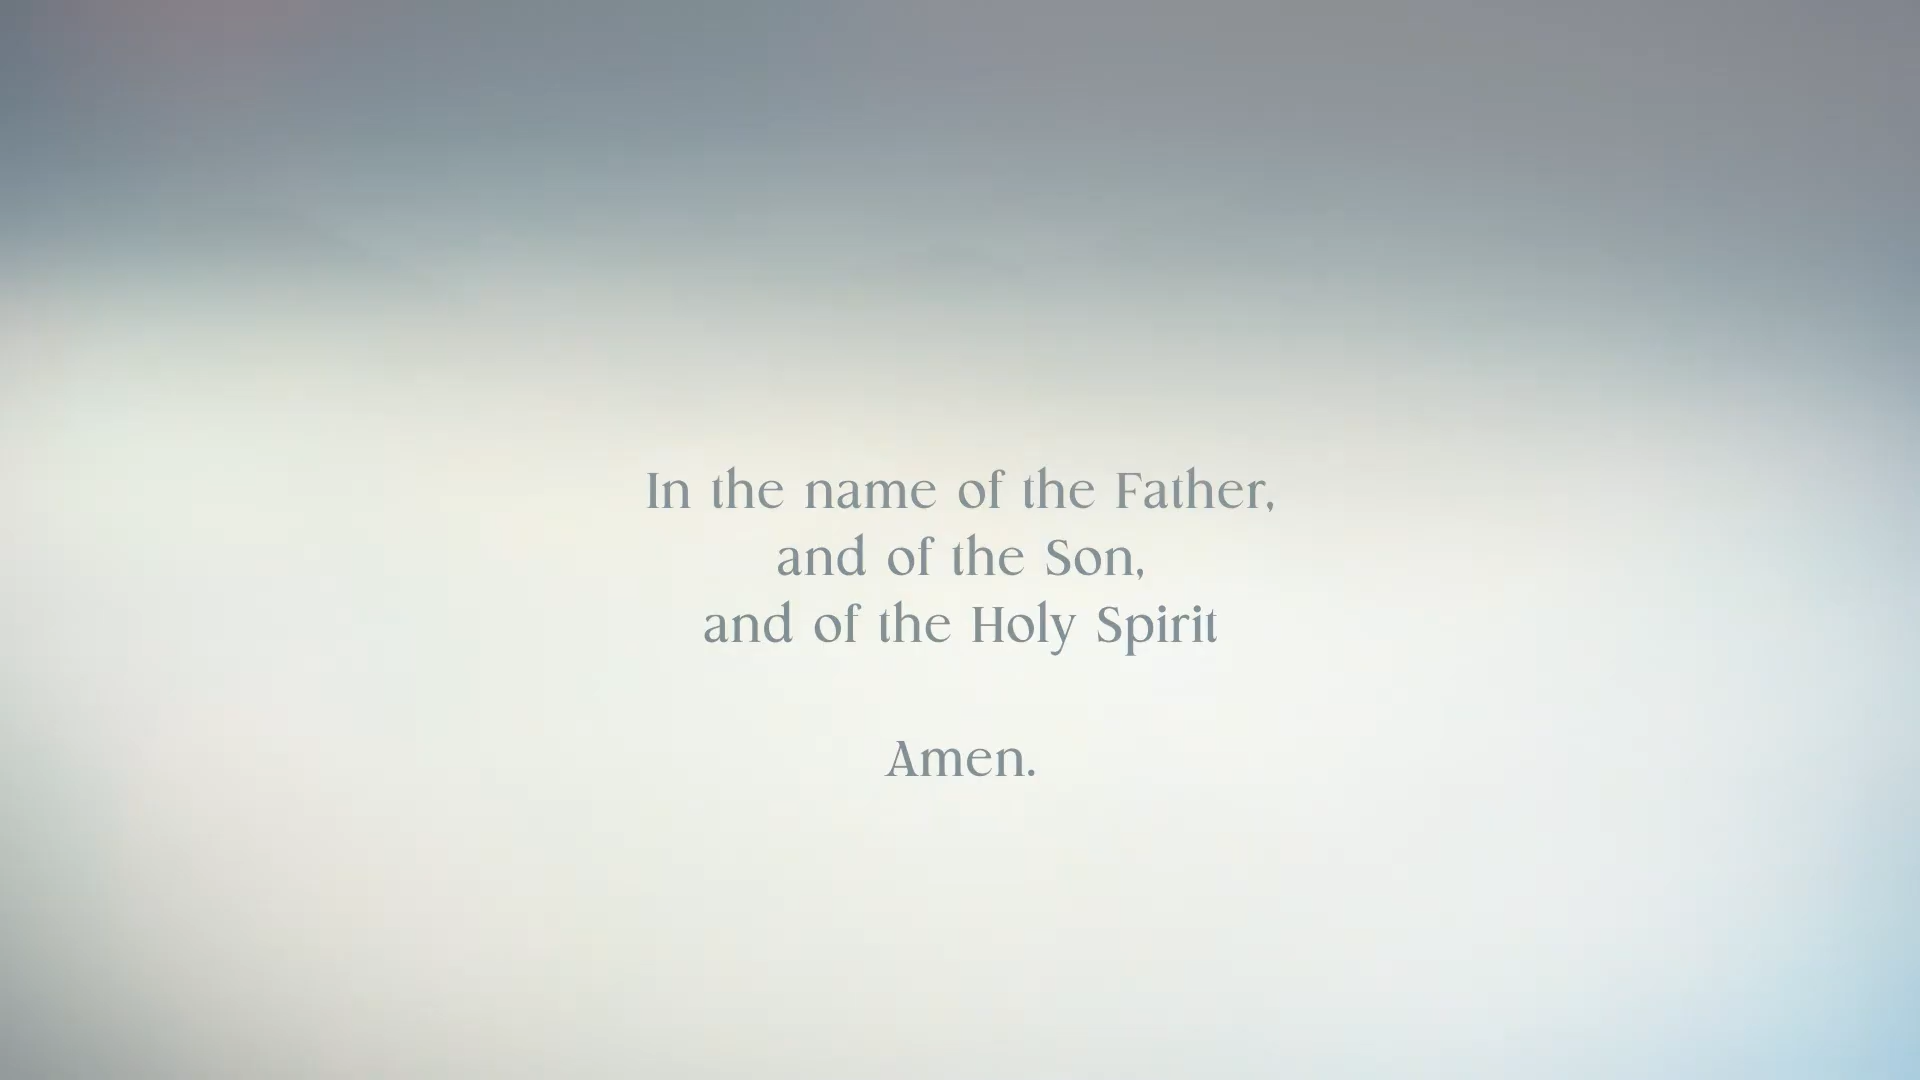 In the name of the Father,
and of the Son,
and of the Holy Spirit
Amen.